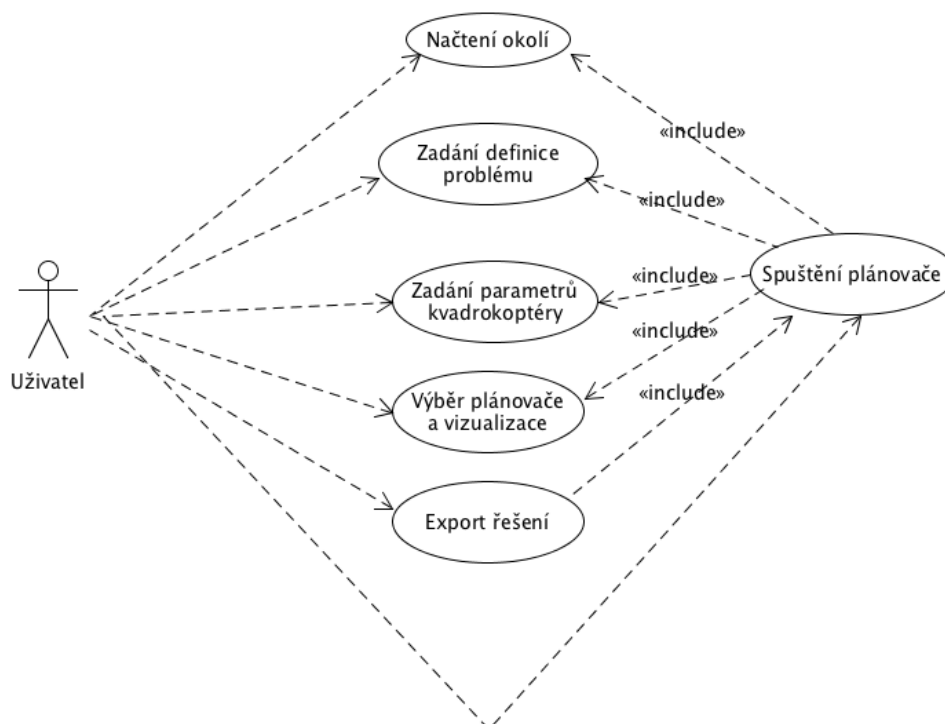 Načtení okolí
«include»
Zadání definice
problému
«include»
Spuštění plánovače
Zadání parametrů
kvadrokoptéry
«include»
«include»
Uživatel
Výběr plánovače
a vizualizace
«include»
Export řešení